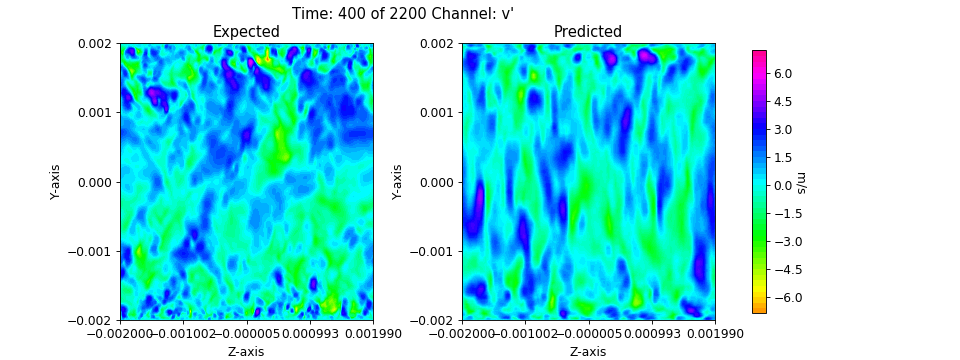 Time: 400 of 2200 Channel: v'
Expected
Predicted
0.002
0.001
0.000
−0.001
−0.002
Y-axis
−0.002000 −0.001002 −0.000005 0.000993 0.001990
Z-axis
0.002
0.001
0.000
−0.001
−0.002
Y-axis
−0.002000 −0.001002 −0.000005 0.000993 0.001990
Z-axis
6.0
4.5
3.0
1.5
0.0
−1.5
−3.0
−4.5
−6.0
m/s